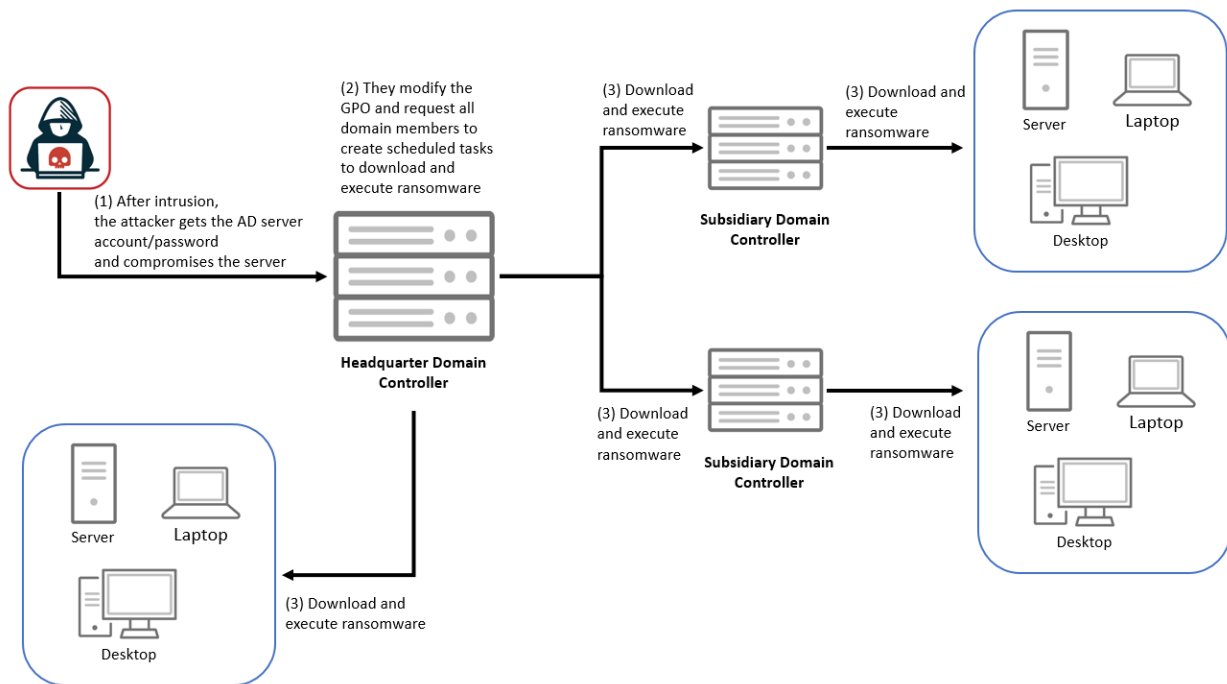 (1) After intrusion,
the attacker gets the AD server
account/password
and compromises the server
(2) They modify the
GPO and request all
domain members to
create scheduled tasks
to download and
execute ransomware
Headquarter Domain
Controller
(3) Download
and execute
ransomware
Subsidiary Domain
Controller
(3) Download and
execute
ransomware
Server
Laptop
Desktop
(3) Download
and execute
ransomware
Subsidiary Domain
Controller
(3) Download
and execute
ransomware
Server
Laptop
Desktop
(3) Download and
execute ransomware
Server
Laptop
Desktop